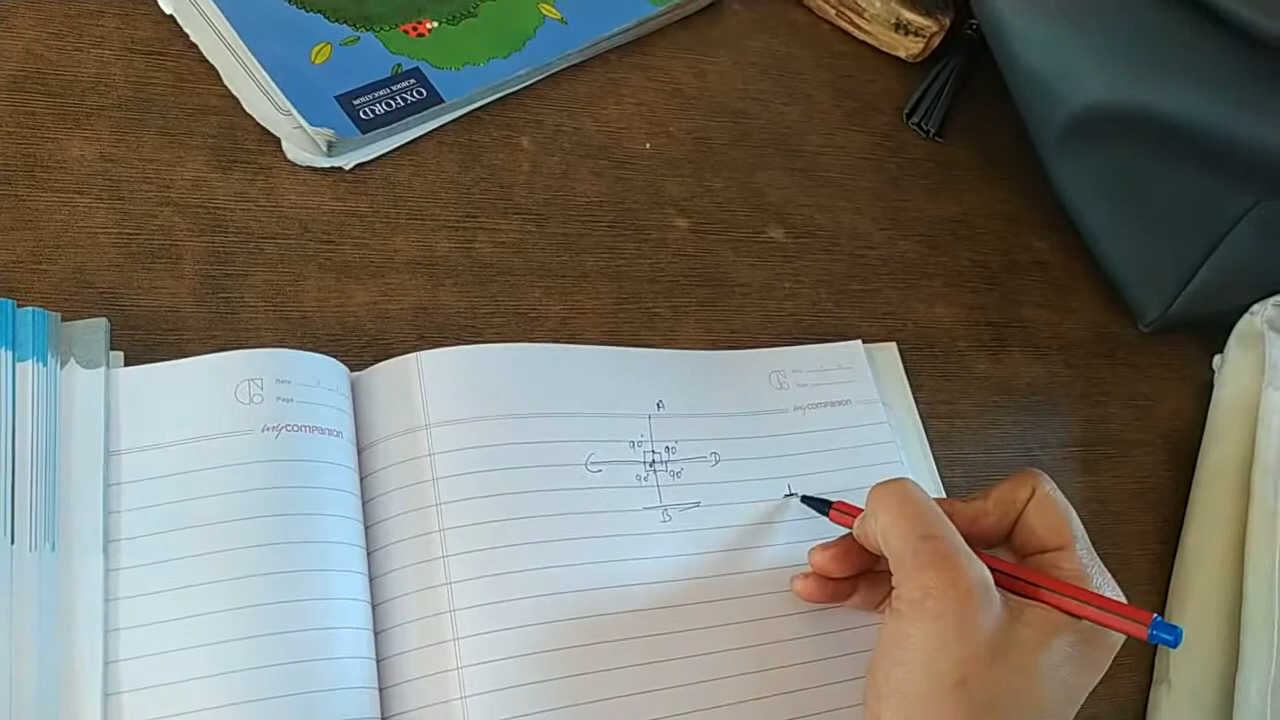 OXFORD
SCHOOL EDUCATION
Date
Page
mycompanion
mycompanion
A
90° 90°
C D
90° 90°
B
⊥